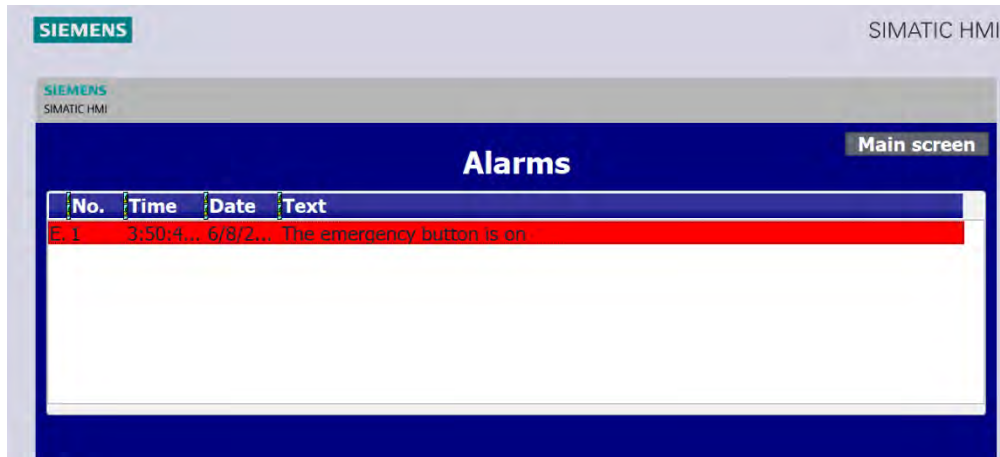 SIEMENS SIMATIC HMI
SIEMENS
SIMATIC HMI
Main screen
Alarms
No. Time Date Text
E. 1 3:50:4... 6/8/2... The emergency button is on